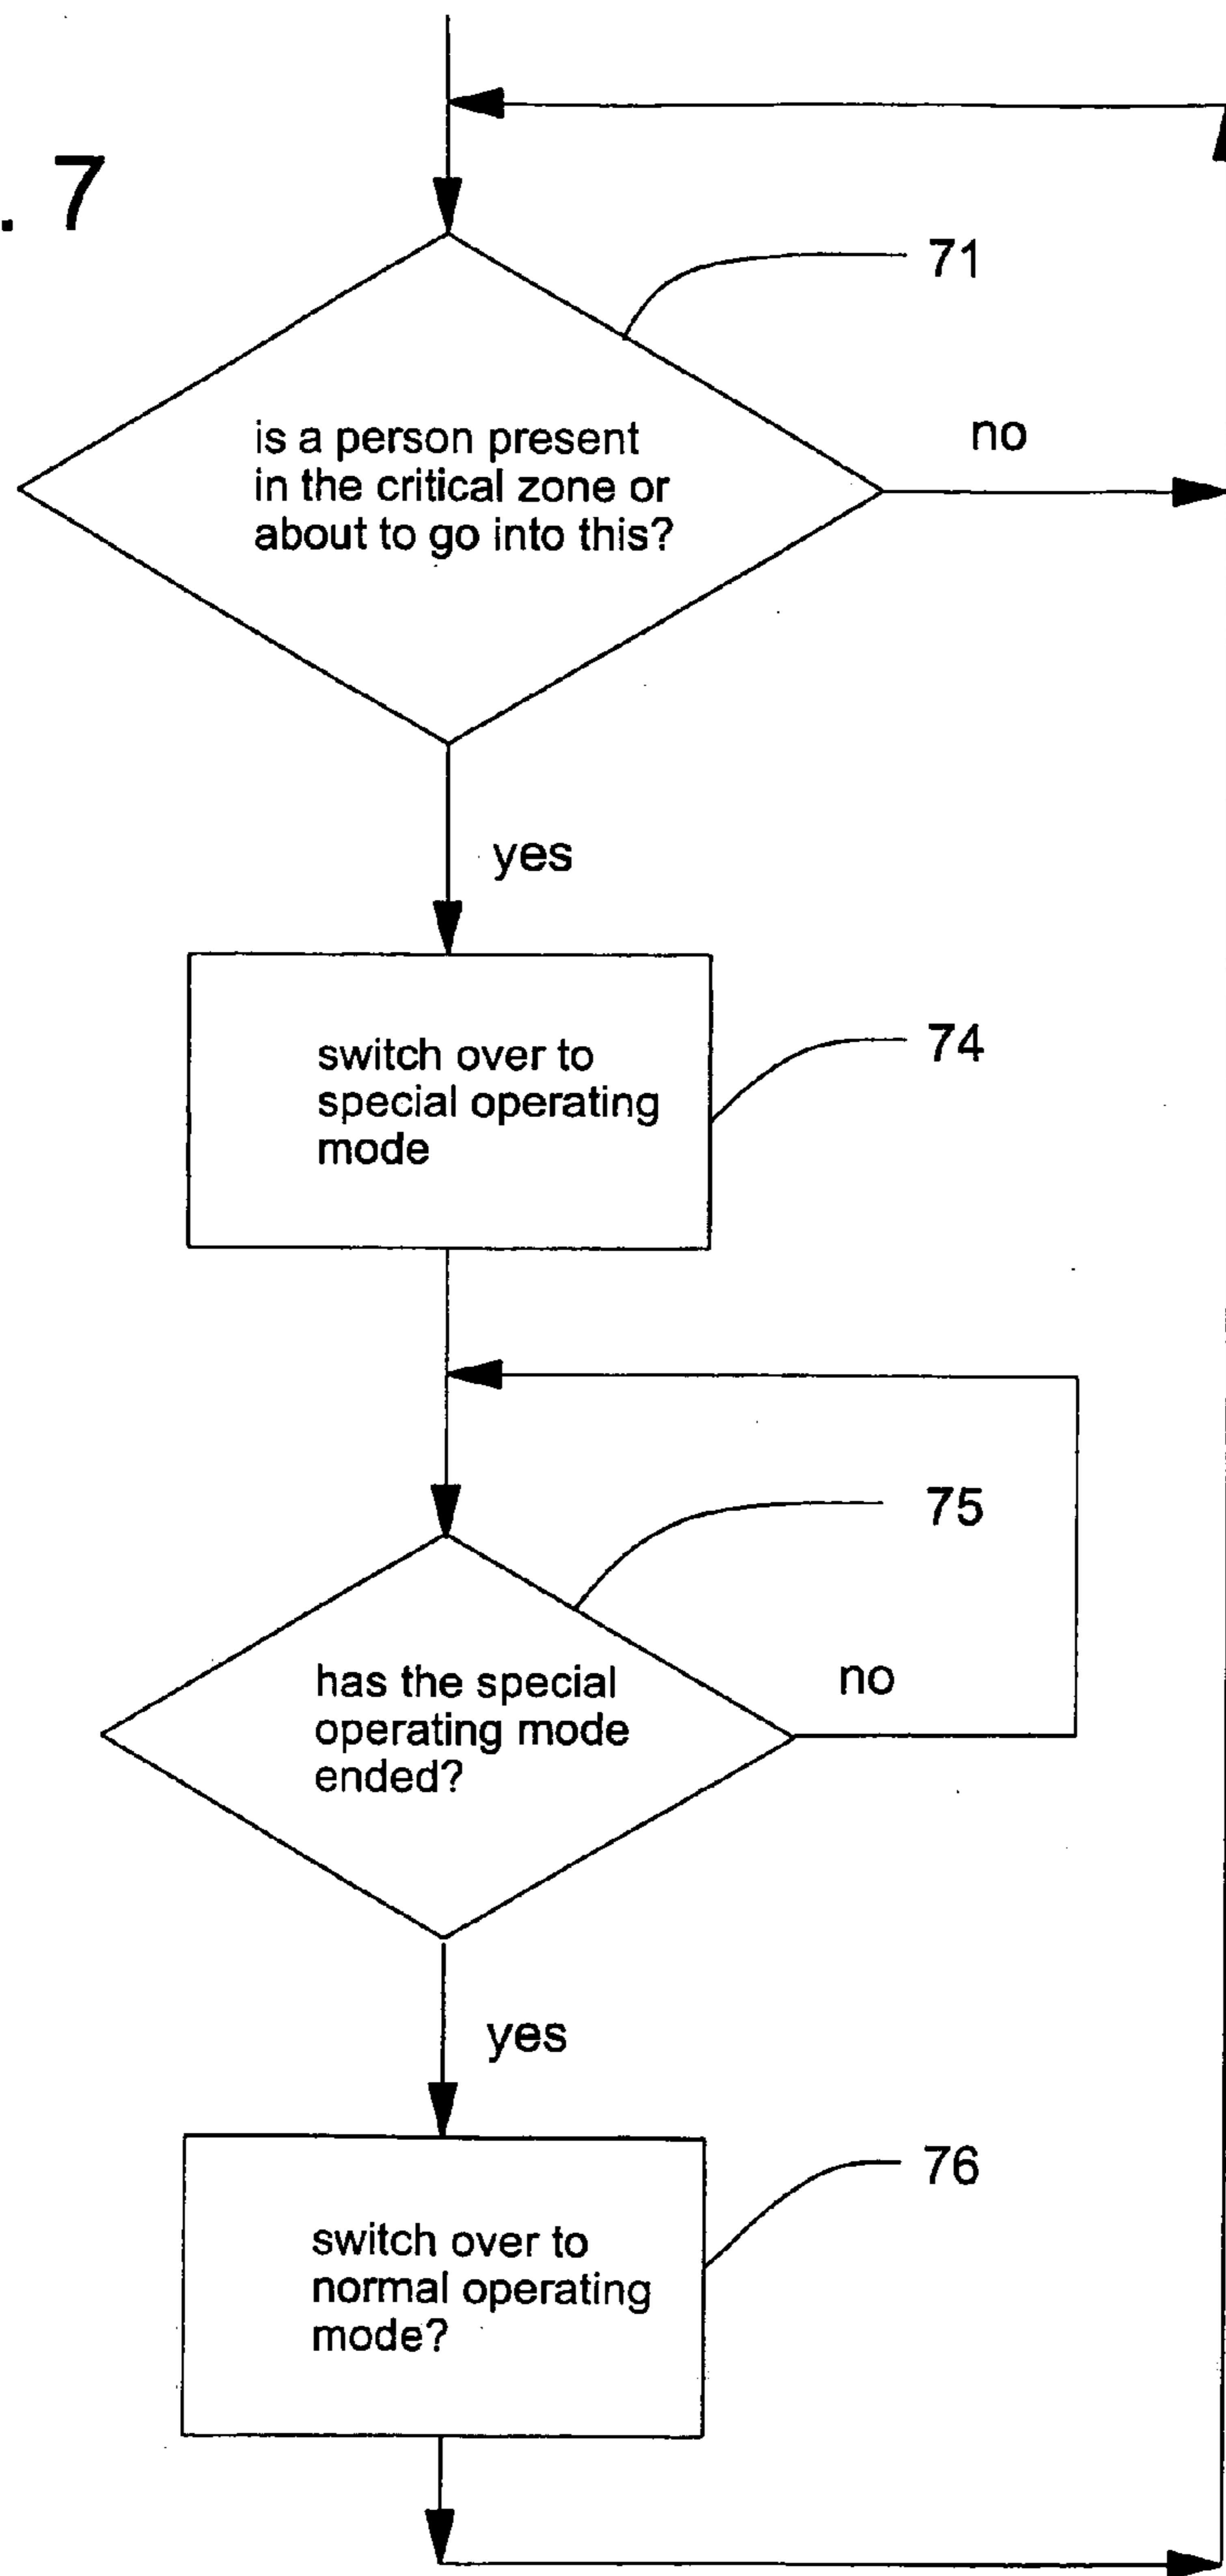 . 7
71
is a person present
in the critical zone or
about to go into this?
no
yes
switch over to
special operating
mode
74
75
has the special
operating mode
ended?
no
yes
76
switch over to
normal operating
mode?